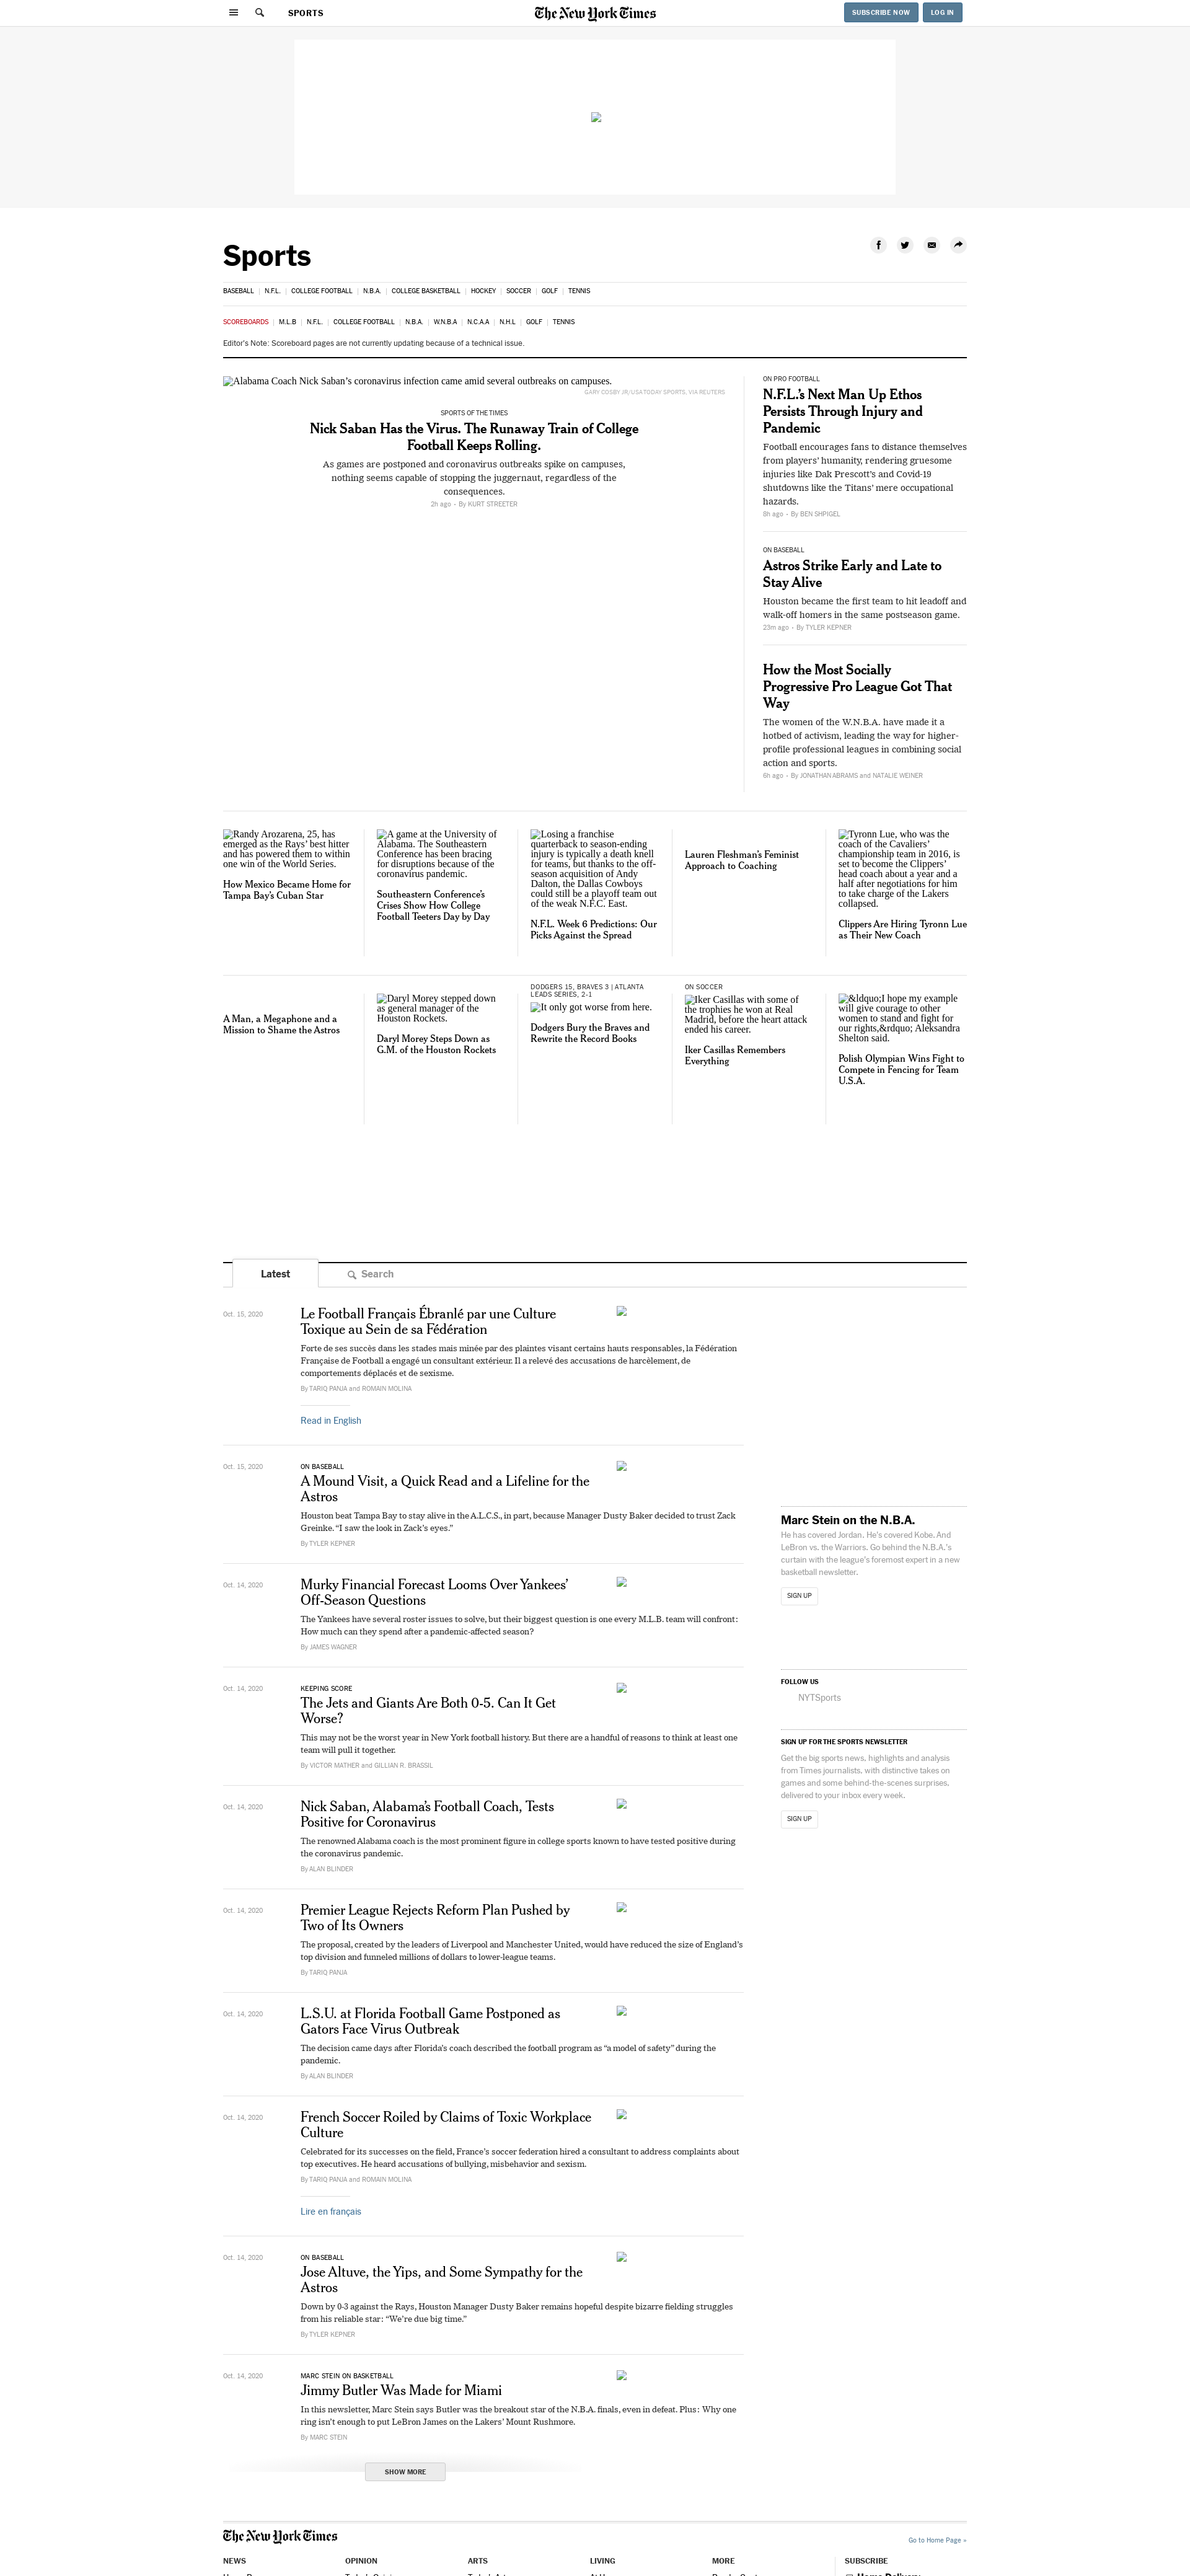 SPORTS
The New York Times
SUBSCRIBE NOW
LOG IN
Sports
BASEBALL | N.F.L. | COLLEGE FOOTBALL | N.B.A. | COLLEGE BASKETBALL | HOCKEY | SOCCER | GOLF | TENNIS
SCOREBOARDS | M.L.B | N.F.L. | COLLEGE FOOTBALL | N.B.A. | W.N.B.A | N.C.A.A | N.H.L | GOLF | TENNIS
Editor's Note: Scoreboard pages are not currently updating because of a technical issue.
Alabama Coach Nick Saban’s coronavirus infection came amid several outbreaks on campuses.
GARY COSBY JR/USA TODAY SPORTS, VIA REUTERS
SPORTS OF THE TIMES
Nick Saban Has the Virus. The Runaway Train of College
Football Keeps Rolling.
As games are postponed and coronavirus outbreaks spike on campuses,
nothing seems capable of stopping the juggernaut, regardless of the
consequences.
2h ago • By KURT STREETER
ON PRO FOOTBALL
N.F.L.’s Next Man Up Ethos
Persists Through Injury and
Pandemic
Football encourages fans to distance themselves
from players’ humanity, rendering gruesome
injuries like Dak Prescott’s and Covid-19
shutdowns like the Titans’ mere occupational
hazards.
8h ago • By BEN SHPIGEL
ON BASEBALL
Astros Strike Early and Late to
Stay Alive
Houston became the first team to hit leadoff and
walk-off homers in the same postseason game.
23m ago • By TYLER KEPNER
How the Most Socially
Progressive Pro League Got That
Way
The women of the W.N.B.A. have made it a
hotbed of activism, leading the way for higher-
profile professional leagues in combining social
action and sports.
6h ago • By JONATHAN ABRAMS and NATALIE WEINER
Randy Arozarena, 25, has
emerged as the Rays’ best hitter
and has powered them to within
one win of the World Series.
How Mexico Became Home for
Tampa Bay’s Cuban Star
A game at the University of
Alabama. The Southeastern
Conference has been bracing
for disruptions because of the
coronavirus pandemic.
Southeastern Conference’s
Crises Show How College
Football Teeters Day by Day
Losing a franchise
quarterback to season-ending
injury is typically a death knell
for teams, but thanks to the off-
season acquisition of Andy
Dalton, the Dallas Cowboys
could still be a playoff team out
of the weak N.F.C. East.
N.F.L. Week 6 Predictions: Our
Picks Against the Spread
Lauren Fleshman’s Feminist
Approach to Coaching
Tyronn Lue, who was the
coach of the Cavaliers’
championship team in 2016, is
set to become the Clippers’
head coach about a year and a
half after negotiations for him
to take charge of the Lakers
collapsed.
Clippers Are Hiring Tyronn Lue
as Their New Coach
A Man, a Megaphone and a
Mission to Shame the Astros
Daryl Morey stepped down
as general manager of the
Houston Rockets.
Daryl Morey Steps Down as
G.M. of the Houston Rockets
DODGERS 15, BRAVES 3 | ATLANTA
LEADS SERIES, 2-1
It only got worse from here.
Dodgers Bury the Braves and
Rewrite the Record Books
ON SOCCER
Iker Casillas with some of
the trophies he won at Real
Madrid, before the heart attack
ended his career.
Iker Casillas Remembers
Everything
&ldquo;I hope my example
will give courage to other
women to stand and fight for
our rights,&rdquo; Aleksandra
Shelton said.
Polish Olympian Wins Fight to
Compete in Fencing for Team
U.S.A.
Latest
Search
Oct. 15, 2020
Le Football Français Ébranlé par une Culture
Toxique au Sein de sa Fédération
Forte de ses succès dans les stades mais minée par des plaintes visant certains hauts responsables, la Fédération
Française de Football a engagé un consultant extérieur. Il a relevé des accusations de harcèlement, de
comportements déplacés et de sexisme.
By TARIQ PANJA and ROMAIN MOLINA
Read in English
Oct. 15, 2020
ON BASEBALL
A Mound Visit, a Quick Read and a Lifeline for the
Astros
Houston beat Tampa Bay to stay alive in the A.L.C.S., in part, because Manager Dusty Baker decided to trust Zack
Greinke. “I saw the look in Zack’s eyes.”
By TYLER KEPNER
Oct. 14, 2020
Murky Financial Forecast Looms Over Yankees’
Off-Season Questions
The Yankees have several roster issues to solve, but their biggest question is one every M.L.B. team will confront:
How much can they spend after a pandemic-affected season?
By JAMES WAGNER
Oct. 14, 2020
KEEPING SCORE
The Jets and Giants Are Both 0-5. Can It Get
Worse?
This may not be the worst year in New York football history. But there are a handful of reasons to think at least one
team will pull it together.
By VICTOR MATHER and GILLIAN R. BRASSIL
Oct. 14, 2020
Nick Saban, Alabama’s Football Coach, Tests
Positive for Coronavirus
The renowned Alabama coach is the most prominent figure in college sports known to have tested positive during
the coronavirus pandemic.
By ALAN BLINDER
Oct. 14, 2020
Premier League Rejects Reform Plan Pushed by
Two of Its Owners
The proposal, created by the leaders of Liverpool and Manchester United, would have reduced the size of England’s
top division and funneled millions of dollars to lower-league teams.
By TARIQ PANJA
Oct. 14, 2020
L.S.U. at Florida Football Game Postponed as
Gators Face Virus Outbreak
The decision came days after Florida’s coach described the football program as “a model of safety” during the
pandemic.
By ALAN BLINDER
Oct. 14, 2020
French Soccer Roiled by Claims of Toxic Workplace
Culture
Celebrated for its successes on the field, France’s soccer federation hired a consultant to address complaints about
top executives. He heard accusations of bullying, misbehavior and sexism.
By TARIQ PANJA and ROMAIN MOLINA
Lire en français
Oct. 14, 2020
ON BASEBALL
Jose Altuve, the Yips, and Some Sympathy for the
Astros
Down by 0-3 against the Rays, Houston Manager Dusty Baker remains hopeful despite bizarre fielding struggles
from his reliable star: “We’re due big time.”
By TYLER KEPNER
Oct. 14, 2020
MARC STEIN ON BASKETBALL
Jimmy Butler Was Made for Miami
In this newsletter, Marc Stein says Butler was the breakout star of the N.B.A. finals, even in defeat. Plus: Why one
ring isn’t enough to put LeBron James on the Lakers’ Mount Rushmore.
By MARC STEIN
SHOW MORE
Marc Stein on the N.B.A.
He has covered Jordan. He’s covered Kobe. And
LeBron vs. the Warriors. Go behind the N.B.A.’s
curtain with the league’s foremost expert in a new
basketball newsletter.
SIGN UP
FOLLOW US
NYTSports
SIGN UP FOR THE SPORTS NEWSLETTER
Get the big sports news, highlights and analysis
from Times journalists, with distinctive takes on
games and some behind-the-scenes surprises,
delivered to your inbox every week.
SIGN UP
The New York Times
Go to Home Page »
NEWS
OPINION
ARTS
LIVING
MORE
SUBSCRIBE